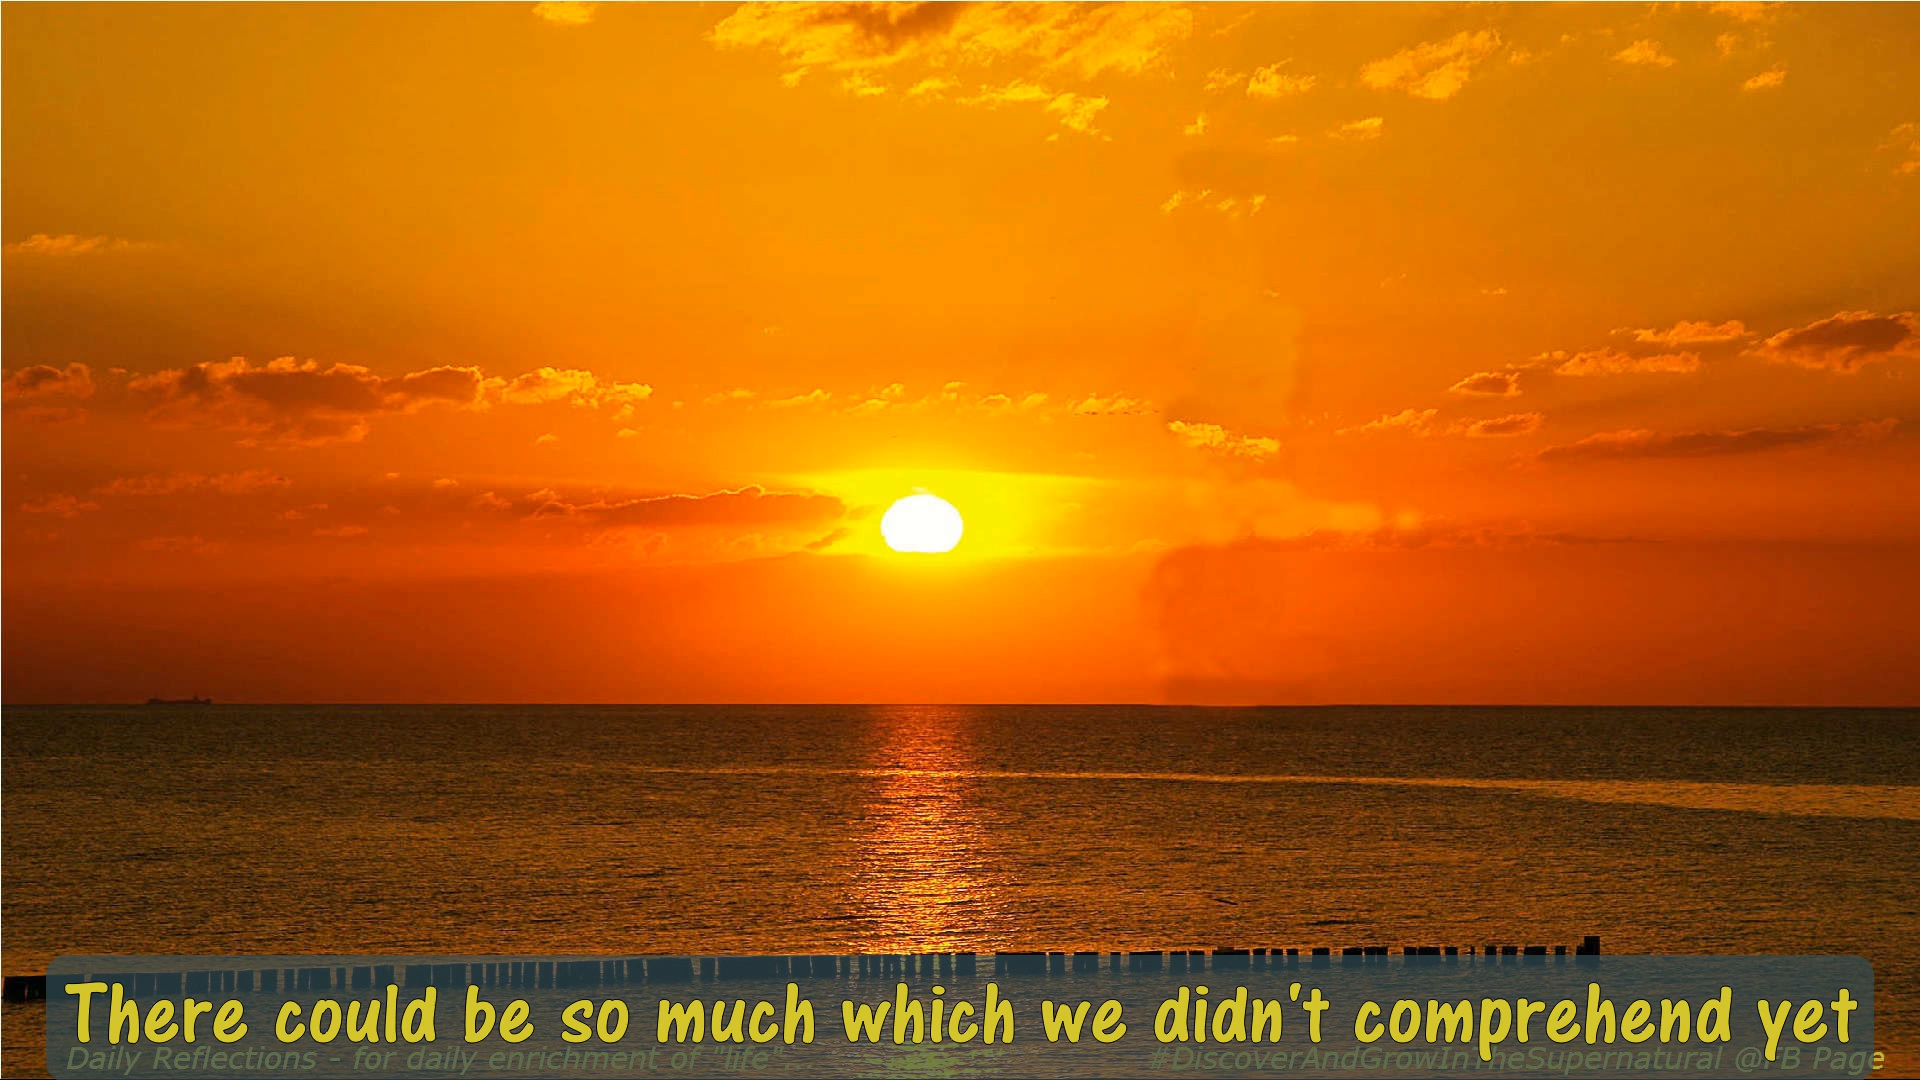 There could be so much which we didn't comprehend yet
Daily Reflections - for daily enrichment of "life" #DiscoverAndGrowInTheSupernatural @FB Page